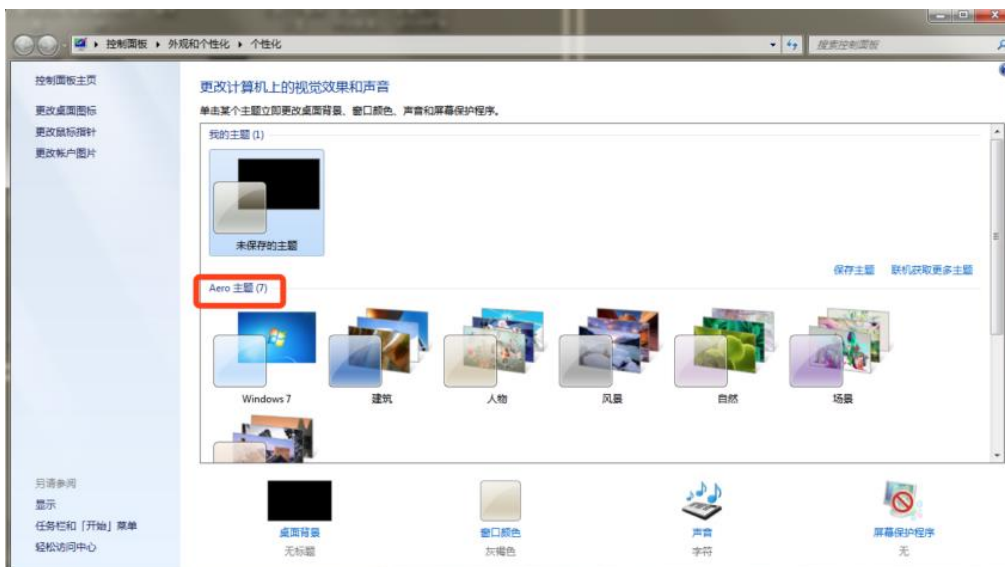 控制面板 ▸ 外观和个性化 ▸ 个性化
搜索控制面板
控制面板主页
更改桌面图标
更改鼠标指针
更改帐户图片
更改计算机上的视觉效果和声音
单击某个主题立即更改桌面背景、窗口颜色、声音和屏幕保护程序。
我的主题 (1)
未保存的主题
保存主题 联机获取更多主题
Aero 主题 (7)
Windows 7 建筑 人物 风景 自然 场景
另请参阅
显示
任务栏和「开始」菜单
轻松访问中心
桌面背景 窗口颜色 声音 屏幕保护程序
无标题 灰褐色 字符 无